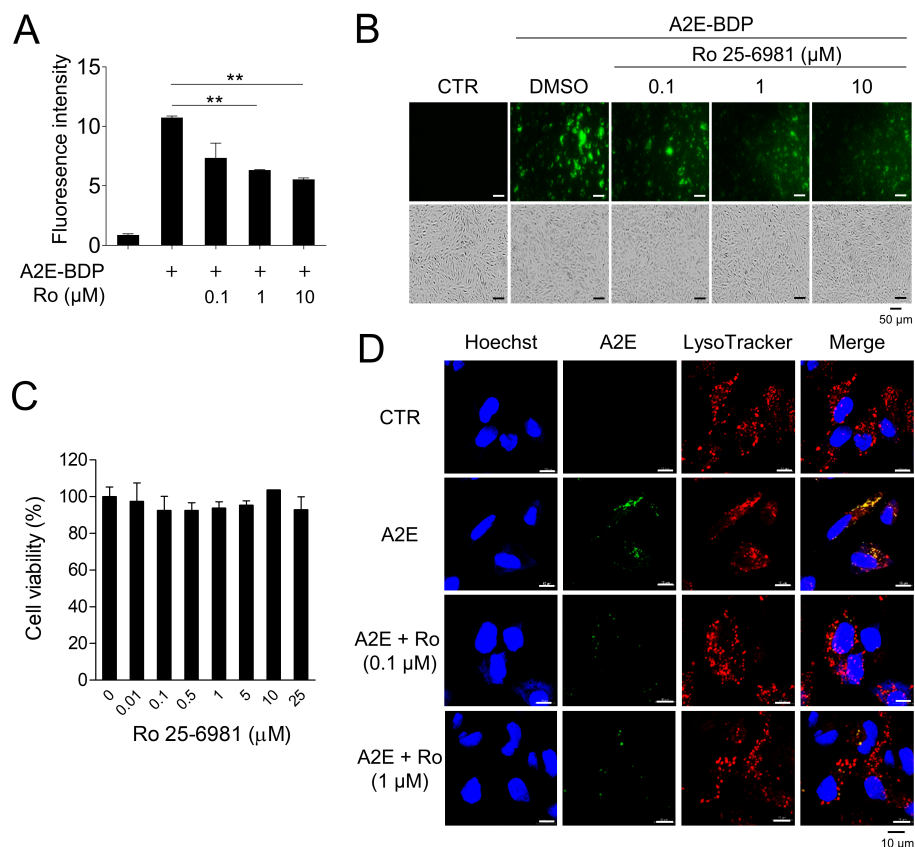 A
Fluoresence intensity
15
10
5
0
**
**
A2E-BDP + + + +
Ro (μM) 0.1 1 10
B
A2E-BDP
Ro 25-6981 (μM)
CTR DMSO 0.1 1 10
50 μm
C
Cell viability (%)
120
100
80
60
40
20
0
0 0.01 0.1 0.5 1 5 10 25
Ro 25-6981 (μM)
D
Hoechst A2E LysoTracker Merge
CTR
A2E
A2E + Ro
(0.1 μM)
A2E + Ro
(1 μM)
10 μm